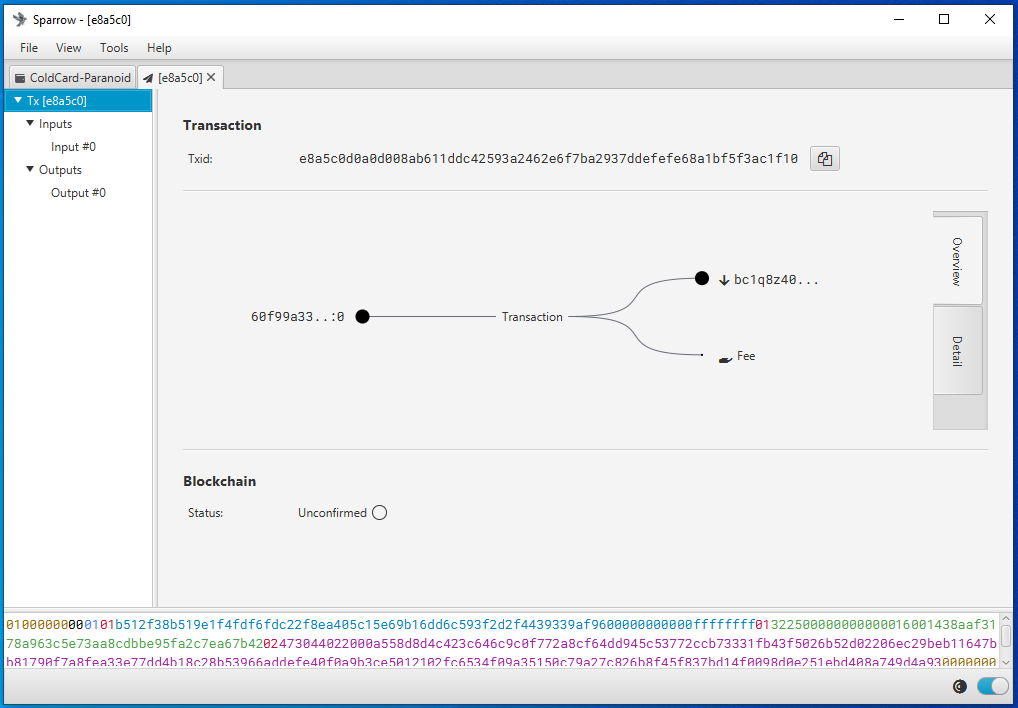 Sparrow - [e8a5c0]
File View Tools Help
ColdCard-Paranoid [e8a5c0]
Tx [e8a5c0]
Inputs
Input #0
Outputs
Output #0
Transaction
Txid: e8a5c0d0a0d008ab611ddc42593a2462e6f7ba2937ddefefe68a1bf5f3ac1f10
Overview
bc1q8z40...
60f99a33..:0
Transaction
Detail
Fee
Blockchain
Status: Unconfirmed
01000000000101b512f38b519e1f4fdf6fdc22f8ea405c15e69b16dd6c593f2d2f4439339af9600000000000ffffffff01322500000000000016001438aaf31
78a963c5e73aa8cdbbe95fa2c7ea67b4202473044022000a558d8d4c423c646c9c0f772a8cf64dd945c53772ccb73331fb43f5026b52d02206ec29beb11647b
b81790f7a8fea33e77dd4b18c28b53966addefe40f0a9b3ce5012102fc6534f09a35150c79a27c826b8f45f837bd14f0098d0e251ebd408a749d4a930000000